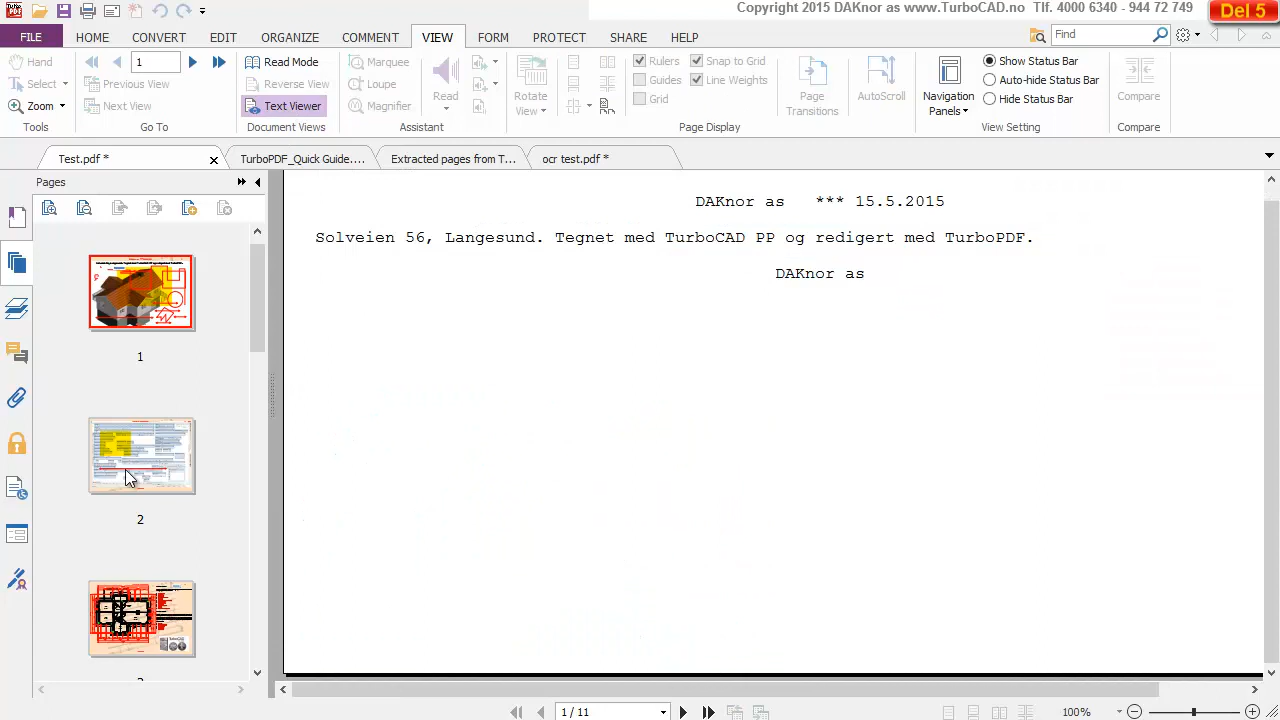 Copyright 2015 DAKnor as www.TurboCAD.no Tlf. 4000 6340 - 944 72 749
Del 5
FILE HOME CONVERT EDIT ORGANIZE COMMENT VIEW FORM PROTECT SHARE HELP
Find
Hand
1
Read Mode
Marquee
Rulers
Snap to Grid
Show Status Bar
Select
Previous View
Reverse View
Loupe
Guides
Line Weights
Auto-hide Status Bar
Zoom
Next View
Text Viewer
Magnifier
Read
Rotate View
Grid
Page Transitions
AutoScroll
Navigation Panels
Hide Status Bar
Compare
Tools
Go To
Document Views
Assistant
Page Display
View Setting
Compare
Test.pdf *
TurboPDF_Quick Guide....
Extracted pages from T...
ocr test.pdf *
Pages
DAKnor as *** 15.5.2015
Solveien 56, Langesund. Tegnet med TurboCAD PP og redigert med TurboPDF.
DAKnor as
1
2
1 / 11
100%